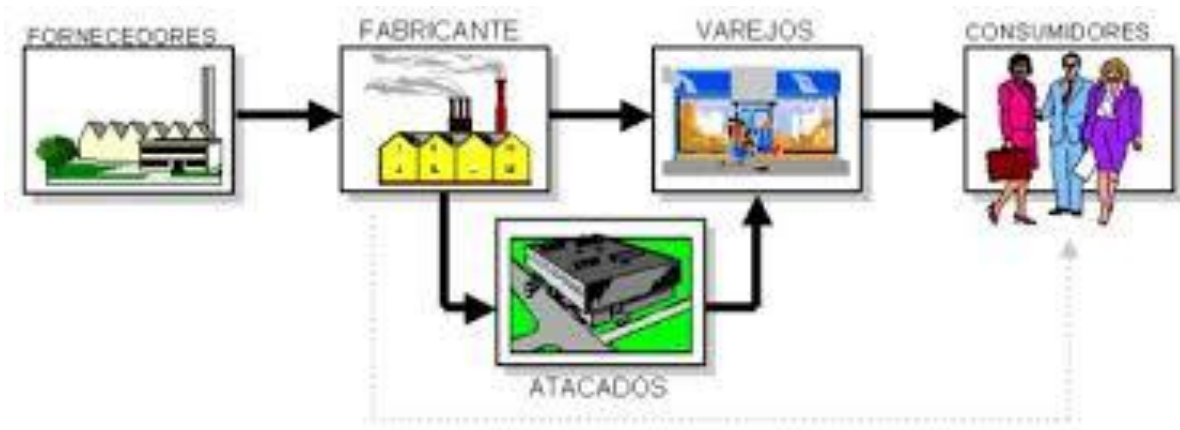 FORNECEDORES
FABRICANTE
VAREJOS
CONSUMIDORES
ATACADOS